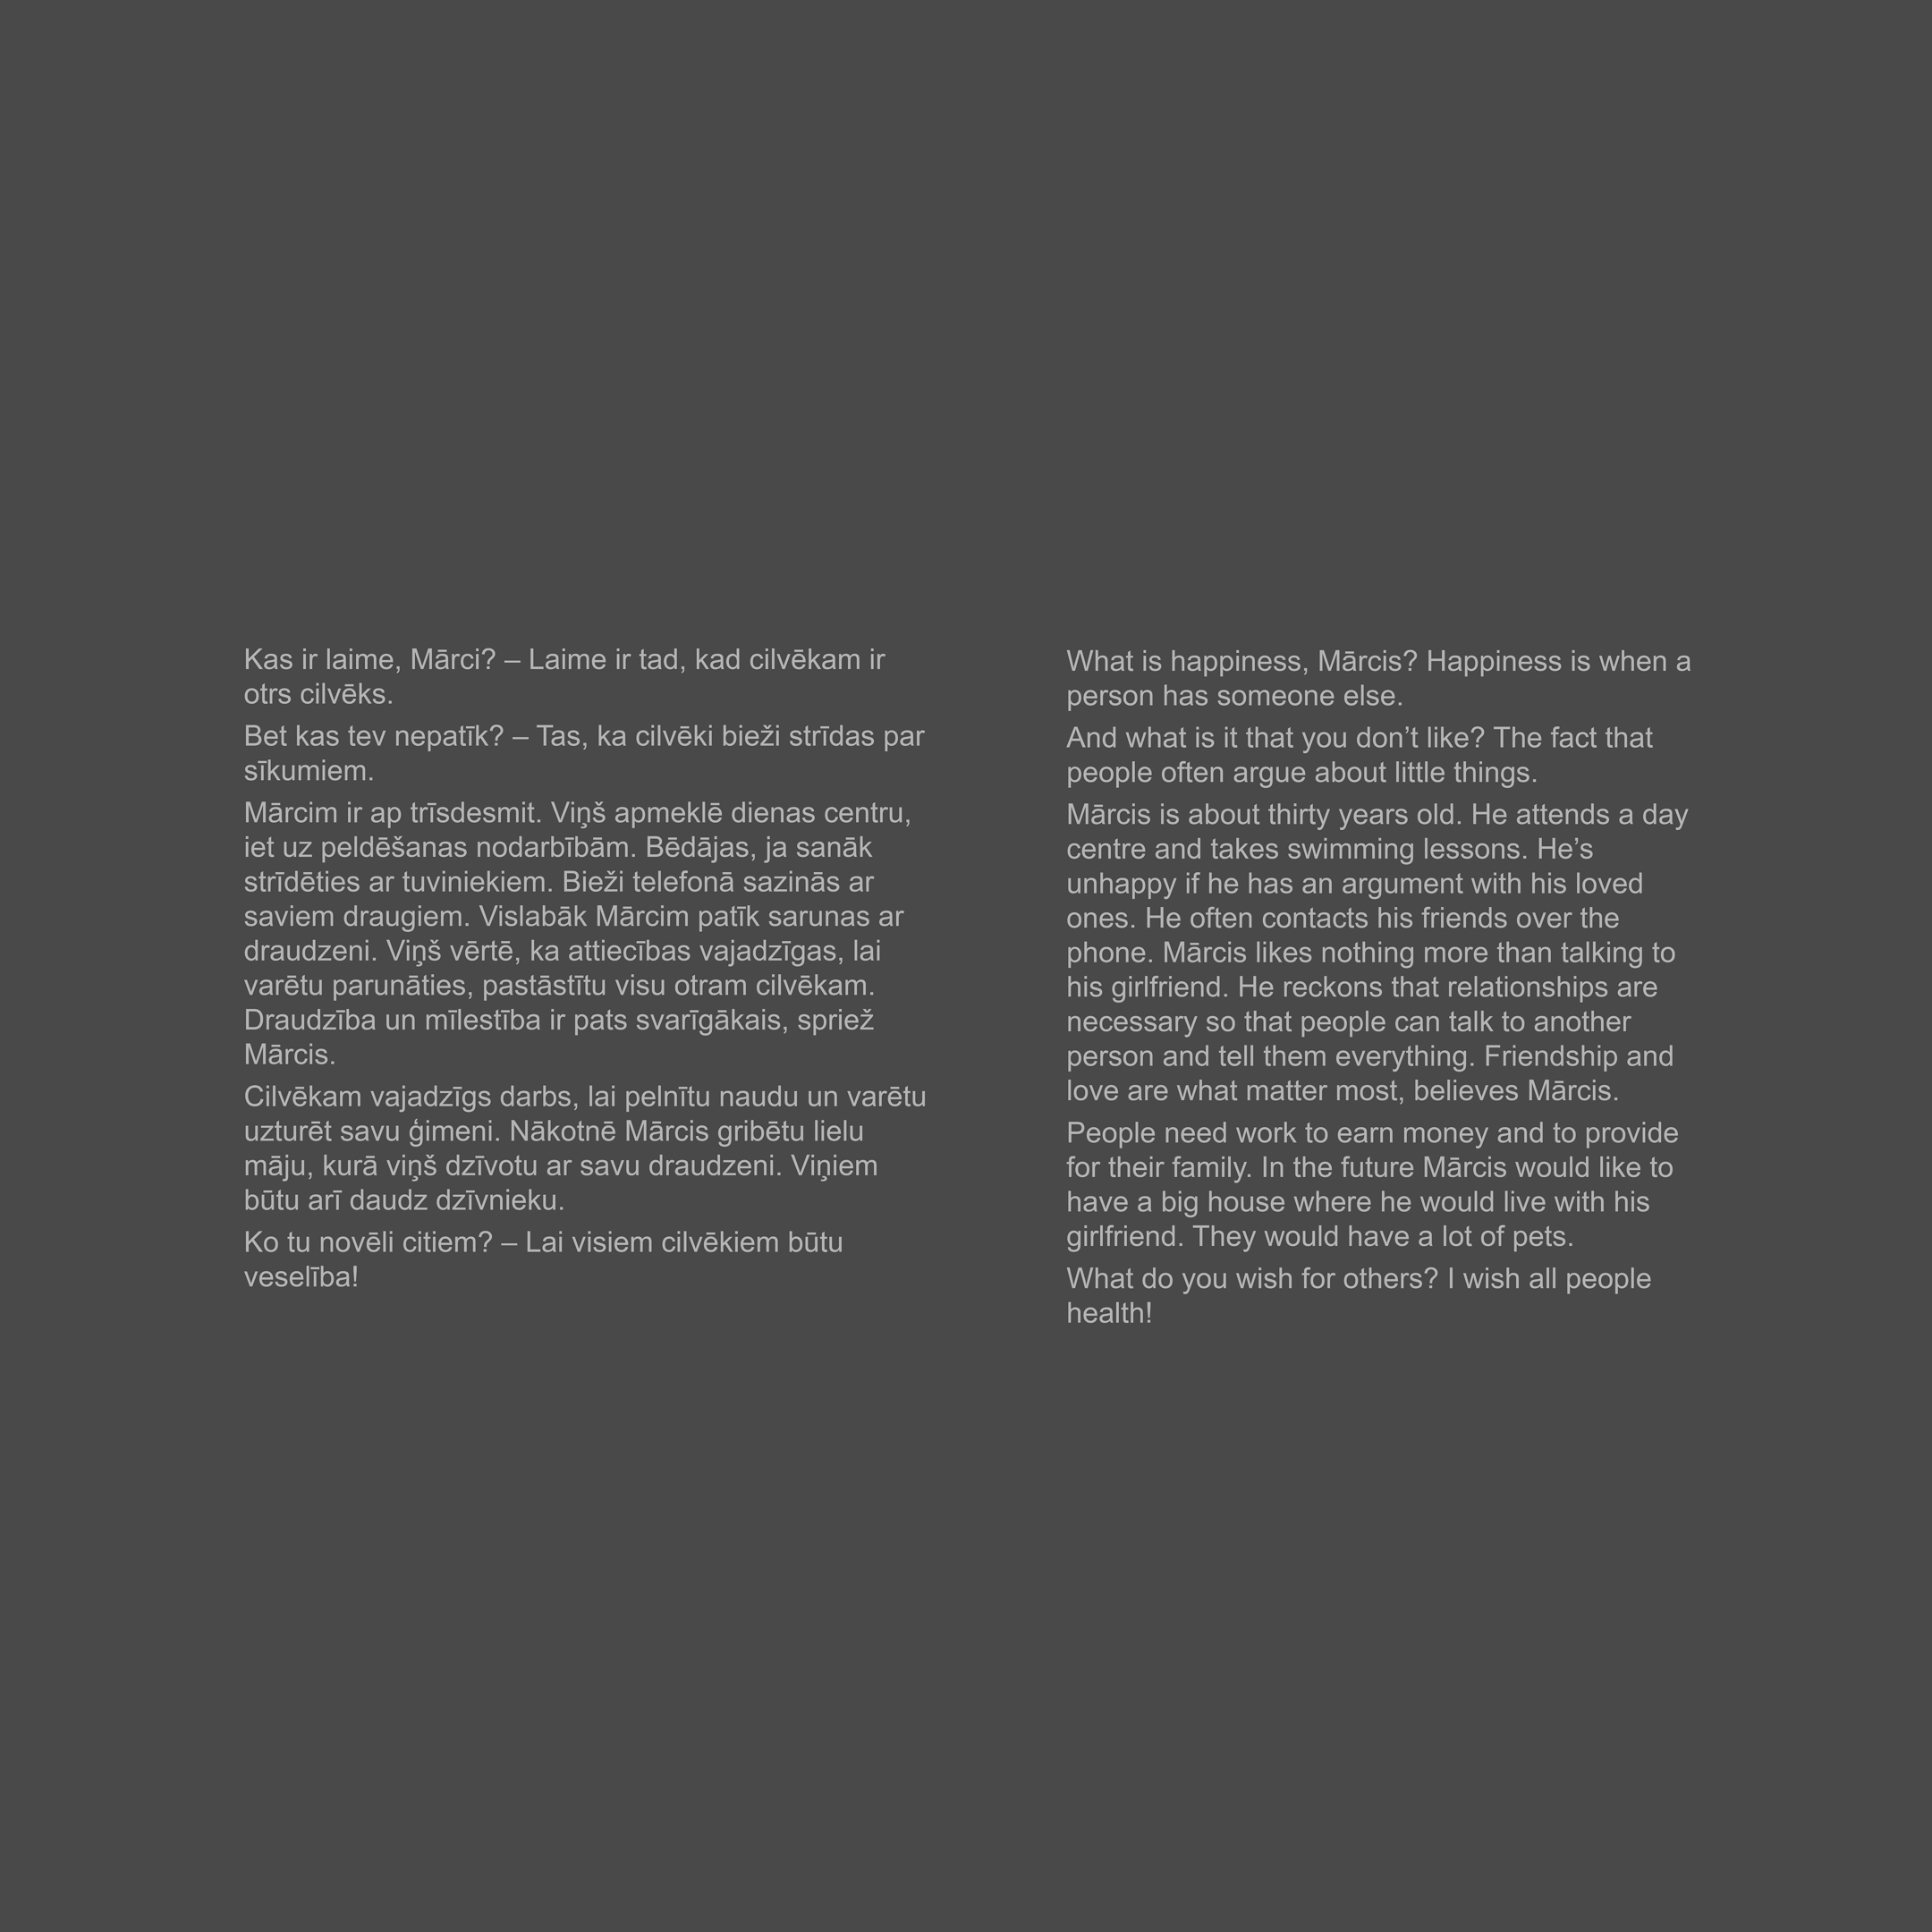 Kas ir laime, Mārci? – Laime ir tad, kad cilvēkam ir
otrs cilvēks.
Bet kas tev nepatīk? – Tas, ka cilvēki bieži strīdas par
sīkumiem.
Mārcim ir ap trīsdesmit. Viņš apmeklē dienas centru,
iet uz peldēšanas nodarbībām. Bēdājas, ja sanāk
strīdēties ar tuviniekiem. Bieži telefonā sazinās ar
saviem draugiem. Vislabāk Mārcim patīk sarunas ar
draudzeni. Viņš vērtē, ka attiecības vajadzīgas, lai
varētu parunāties, pastāstītu visu otram cilvēkam.
Draudzība un mīlestība ir pats svarīgākais, spriež
Mārcis.
Cilvēkam vajadzīgs darbs, lai pelnītu naudu un varētu
uzturēt savu ģimeni. Nākotnē Mārcis gribētu lielu
māju, kurā viņš dzīvotu ar savu draudzeni. Viņiem
būtu arī daudz dzīvnieku.
Ko tu novēli citiem? – Lai visiem cilvēkiem būtu
veselība!
What is happiness, Mārcis? Happiness is when a
person has someone else.
And what is it that you don’t like? The fact that
people often argue about little things.
Mārcis is about thirty years old. He attends a day
centre and takes swimming lessons. He’s
unhappy if he has an argument with his loved
ones. He often contacts his friends over the
phone. Mārcis likes nothing more than talking to
his girlfriend. He reckons that relationships are
necessary so that people can talk to another
person and tell them everything. Friendship and
love are what matter most, believes Mārcis.
People need work to earn money and to provide
for their family. In the future Mārcis would like to
have a big house where he would live with his
girlfriend. They would have a lot of pets.
What do you wish for others? I wish all people
health!